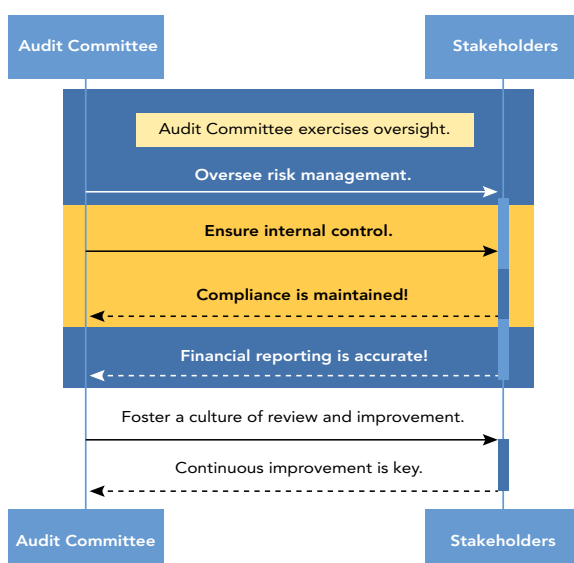 Audit Committee
Stakeholders
Audit Committee exercises oversight.
Oversee risk management.
Ensure internal control.
Compliance is maintained!
Financial reporting is accurate!
Foster a culture of review and improvement.
Continuous improvement is key.
Audit Committee
Stakeholders